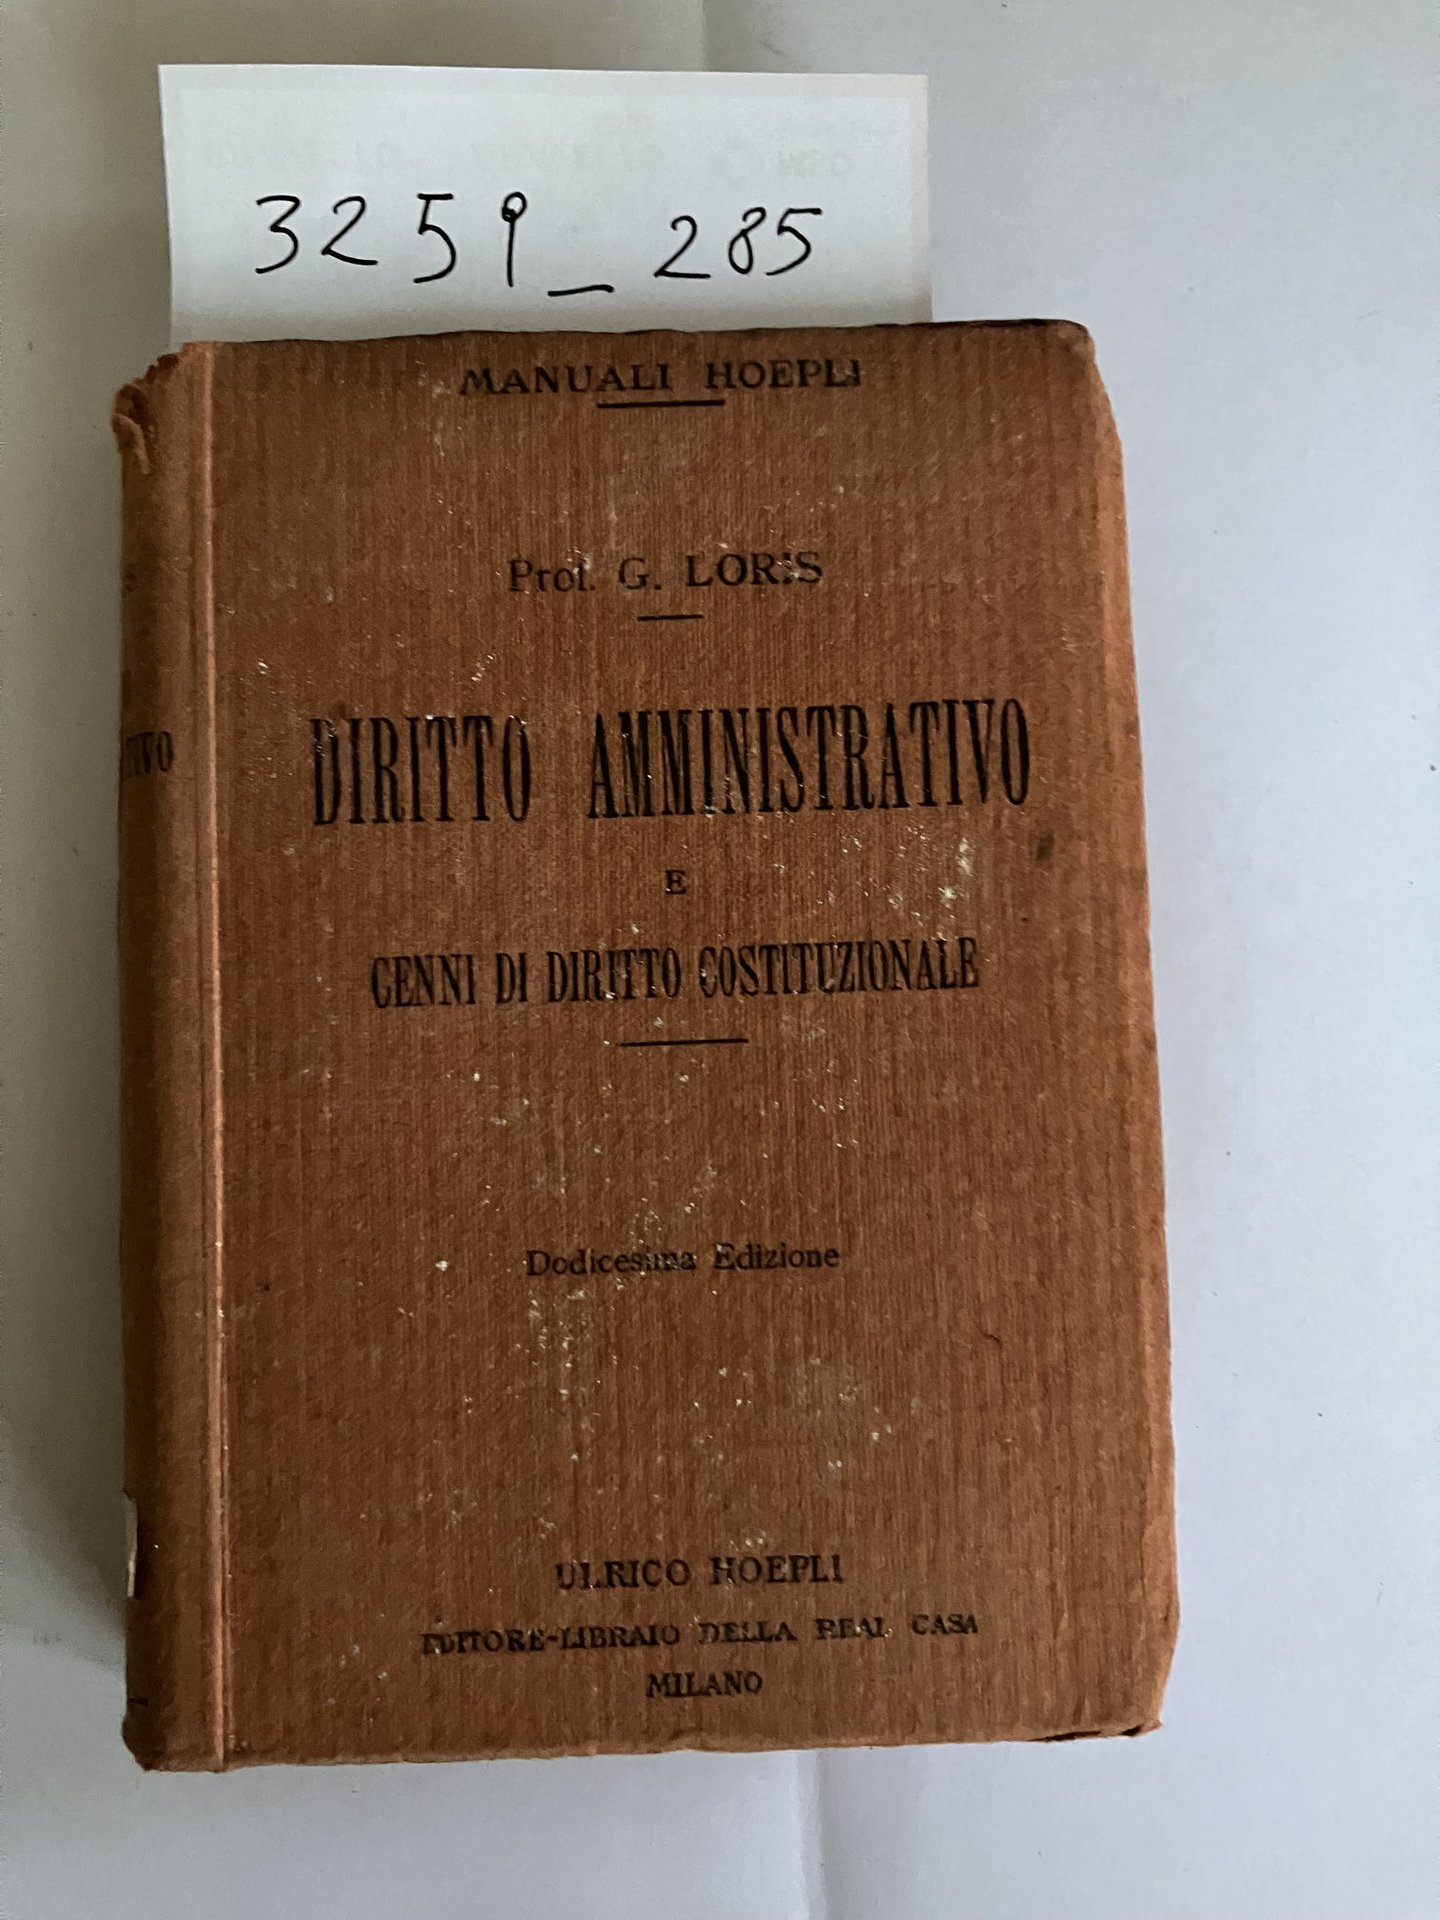 3259_285
MANUALI HOEPLI
Prof. G. LORIS
DIRITTO AMMINISTRATIVO
E
CENNI DI DIRITTO COSTITUZIONALE
Dodicesima Edizione
ULRICO HOEPLI
EDITORE-LIBRAIO DELLA REAL CASA
MILANO